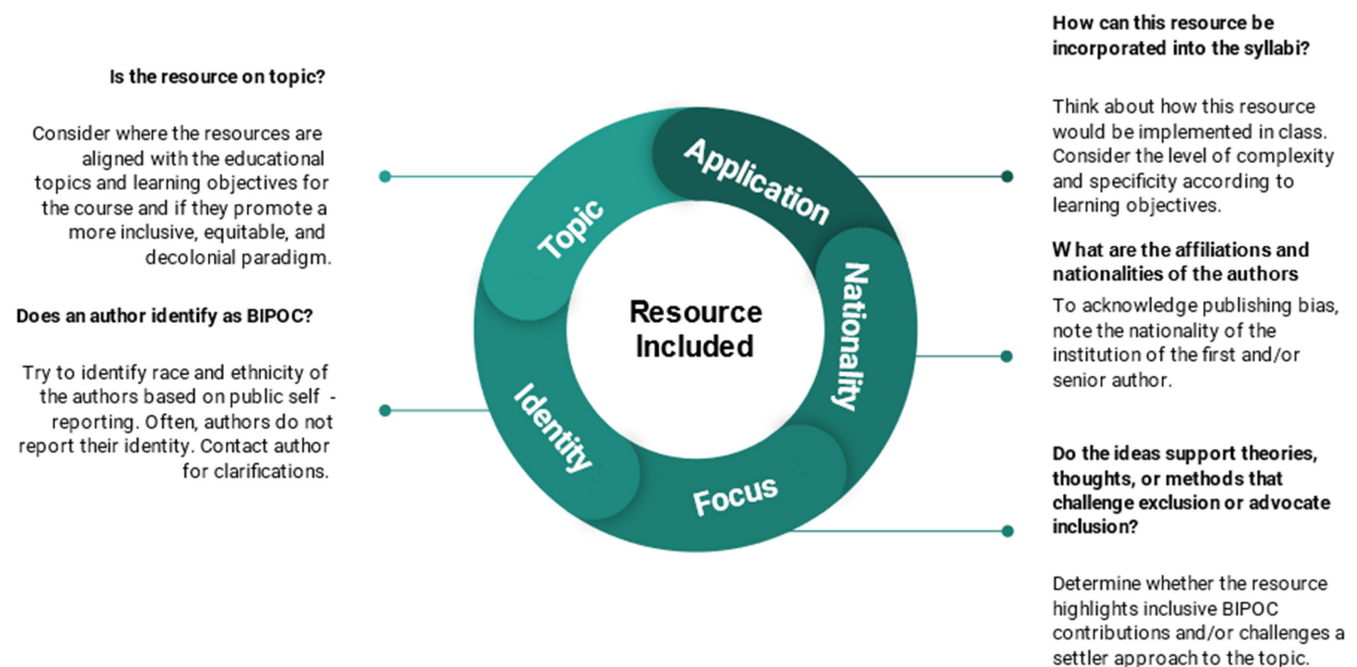 Is the resource on topic?
Consider where the resources are
aligned with the educational
topics and learning objectives for
the course and if they promote a
more inclusive, equitable, and
decolonial paradigm.
Does an author identify as BIPOC?
Try to identify race and ethnicity of
the authors based on public self -
reporting. Often, authors do not
report their identity. Contact author
for clarifications.
Application
Topic
Nationality
Resource
Included
Identity
Focus
How can this resource be
incorporated into the syllabi?
Think about how this resource
would be implemented in class.
Consider the level of complexity
and specificity according to
learning objectives.
What are the affiliations and
nationalities of the authors
To acknowledge publishing bias,
note the nationality of the
institution of the first and/or
senior author.
Do the ideas support theories,
thoughts, or methods that
challenge exclusion or advocate
inclusion?
Determine whether the resource
highlights inclusive BIPOC
contributions and/or challenges a
settler approach to the topic.